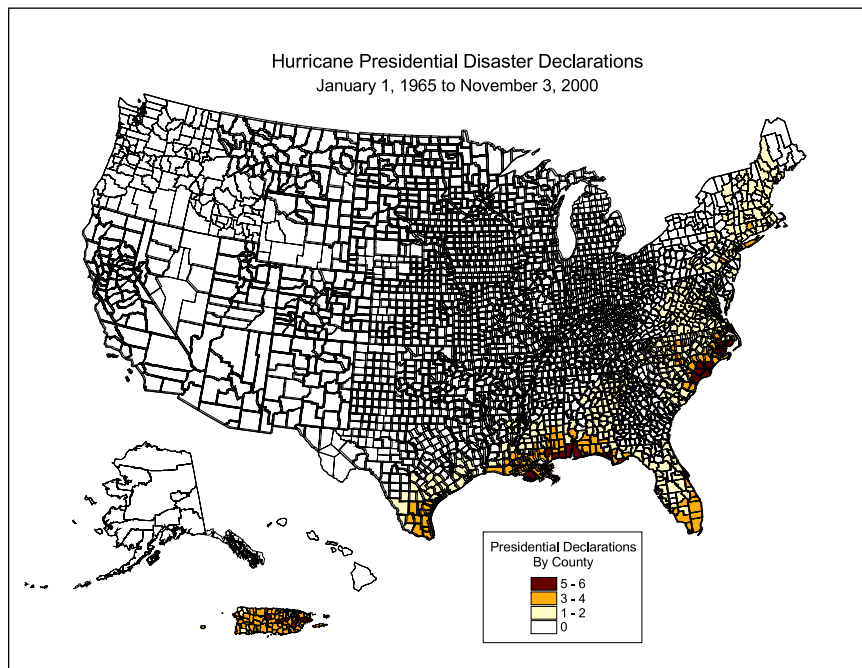 Hurricane Presidential Disaster Declarations
January 1, 1965 to November 3, 2000
Presidential Declarations
By County
5 - 6
3 - 4
1 - 2
0